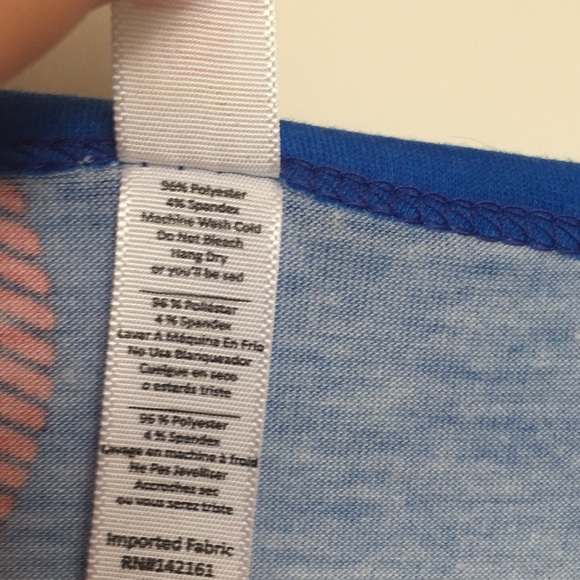 96% Polyester
4% Spandex
Machine Wash Cold
Do Not Bleach
Hang Dry
or you'll be sad
96 % Poliéster
4 % Spandex
Lavar A Máquina En Frío
No Usa Blanqueador
Cuelgue en seco
o estarás triste
96 % Polyester
4 % Spandex
Lavage en machine à froid
Ne Pas Javelliser
Accrochez sec
ou vous serez triste
Imported Fabric
RN#142161